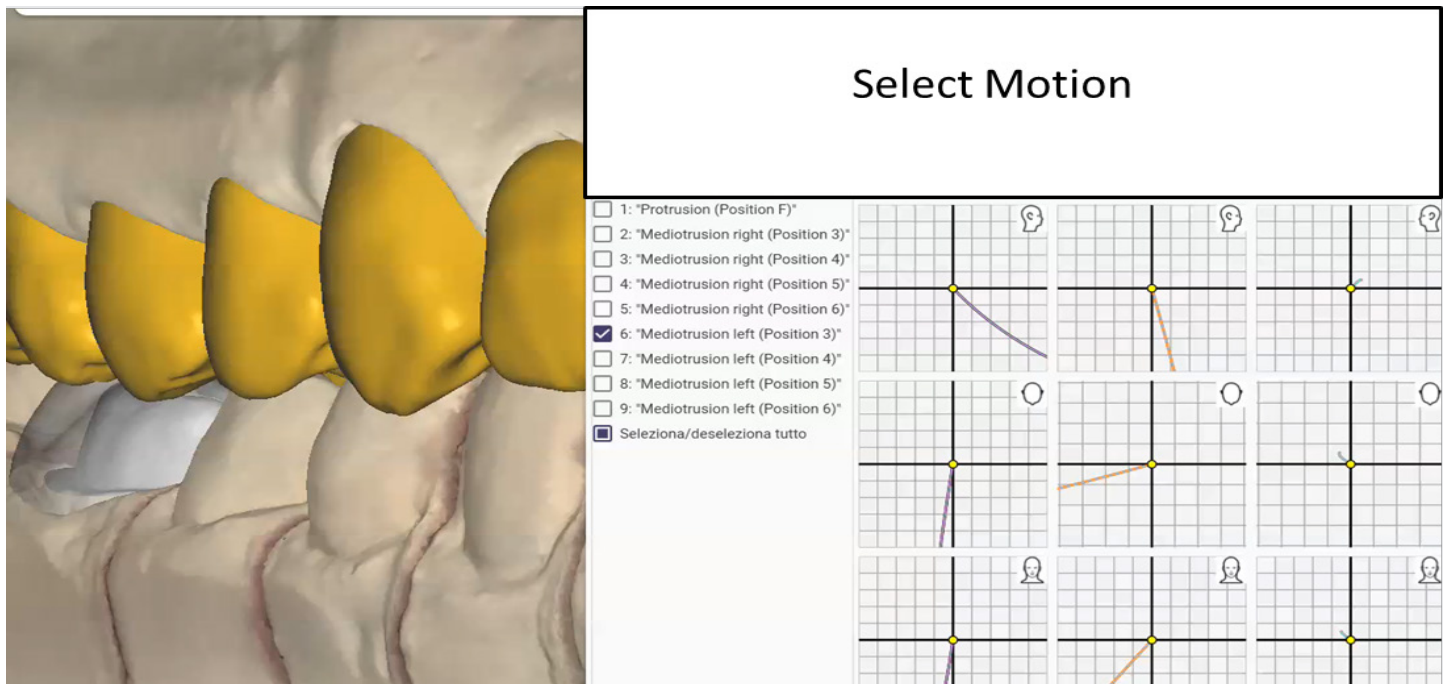 Select Motion
1: "Protrusion (Position F)"
2: "Mediotrusion right (Position 3)"
3: "Mediotrusion right (Position 4)"
4: "Mediotrusion right (Position 5)"
5: "Mediotrusion right (Position 6)"
6: "Mediotrusion left (Position 3)"
7: "Mediotrusion left (Position 4)"
8: "Mediotrusion left (Position 5)"
9: "Mediotrusion left (Position 6)"
Seleziona/deseleziona tutto